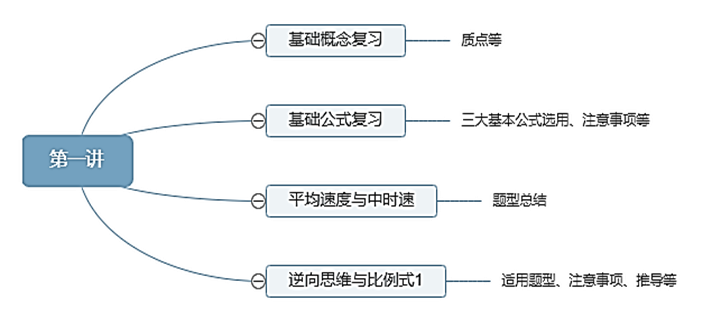 基础概念复习
质点等
基础公式复习
三大基本公式选用、注意事项等
第一讲
平均速度与中时速
题型总结
逆向思维与比例式1
适用题型、注意事项、推导等